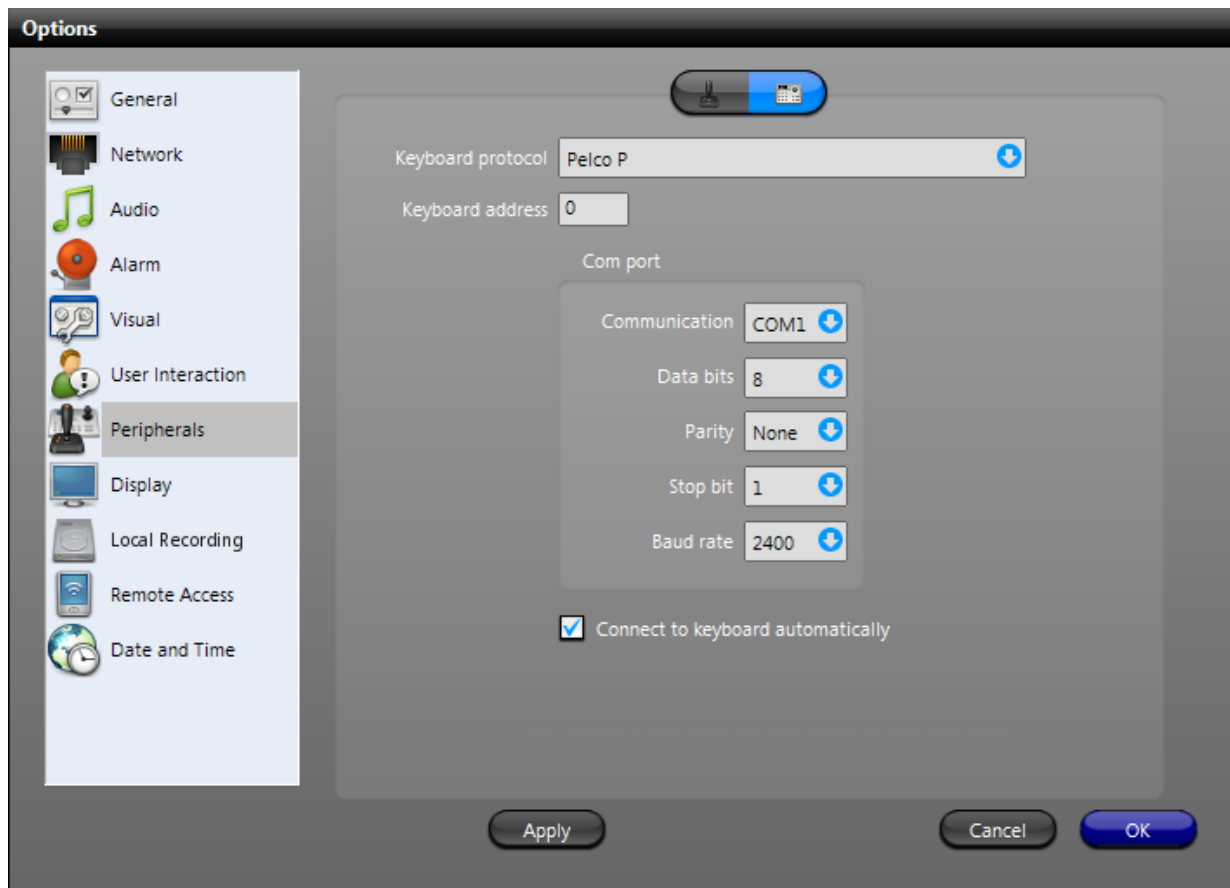 Options
General
Network
Audio
Alarm
Visual
User Interaction
Peripherals
Display
Local Recording
Remote Access
Date and Time
Keyboard protocol Pelco P
Keyboard address 0
Com port
Communication COM1
Data bits 8
Parity None
Stop bit 1
Baud rate 2400
Connect to keyboard automatically
Apply
Cancel
OK